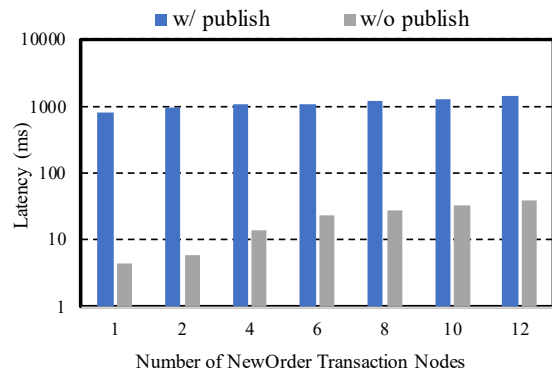 w/ publish w/o publish
10000
1000
100
10
1
Latency (ms)
1 2 4 6 8 10 12
Number of NewOrder Transaction Nodes